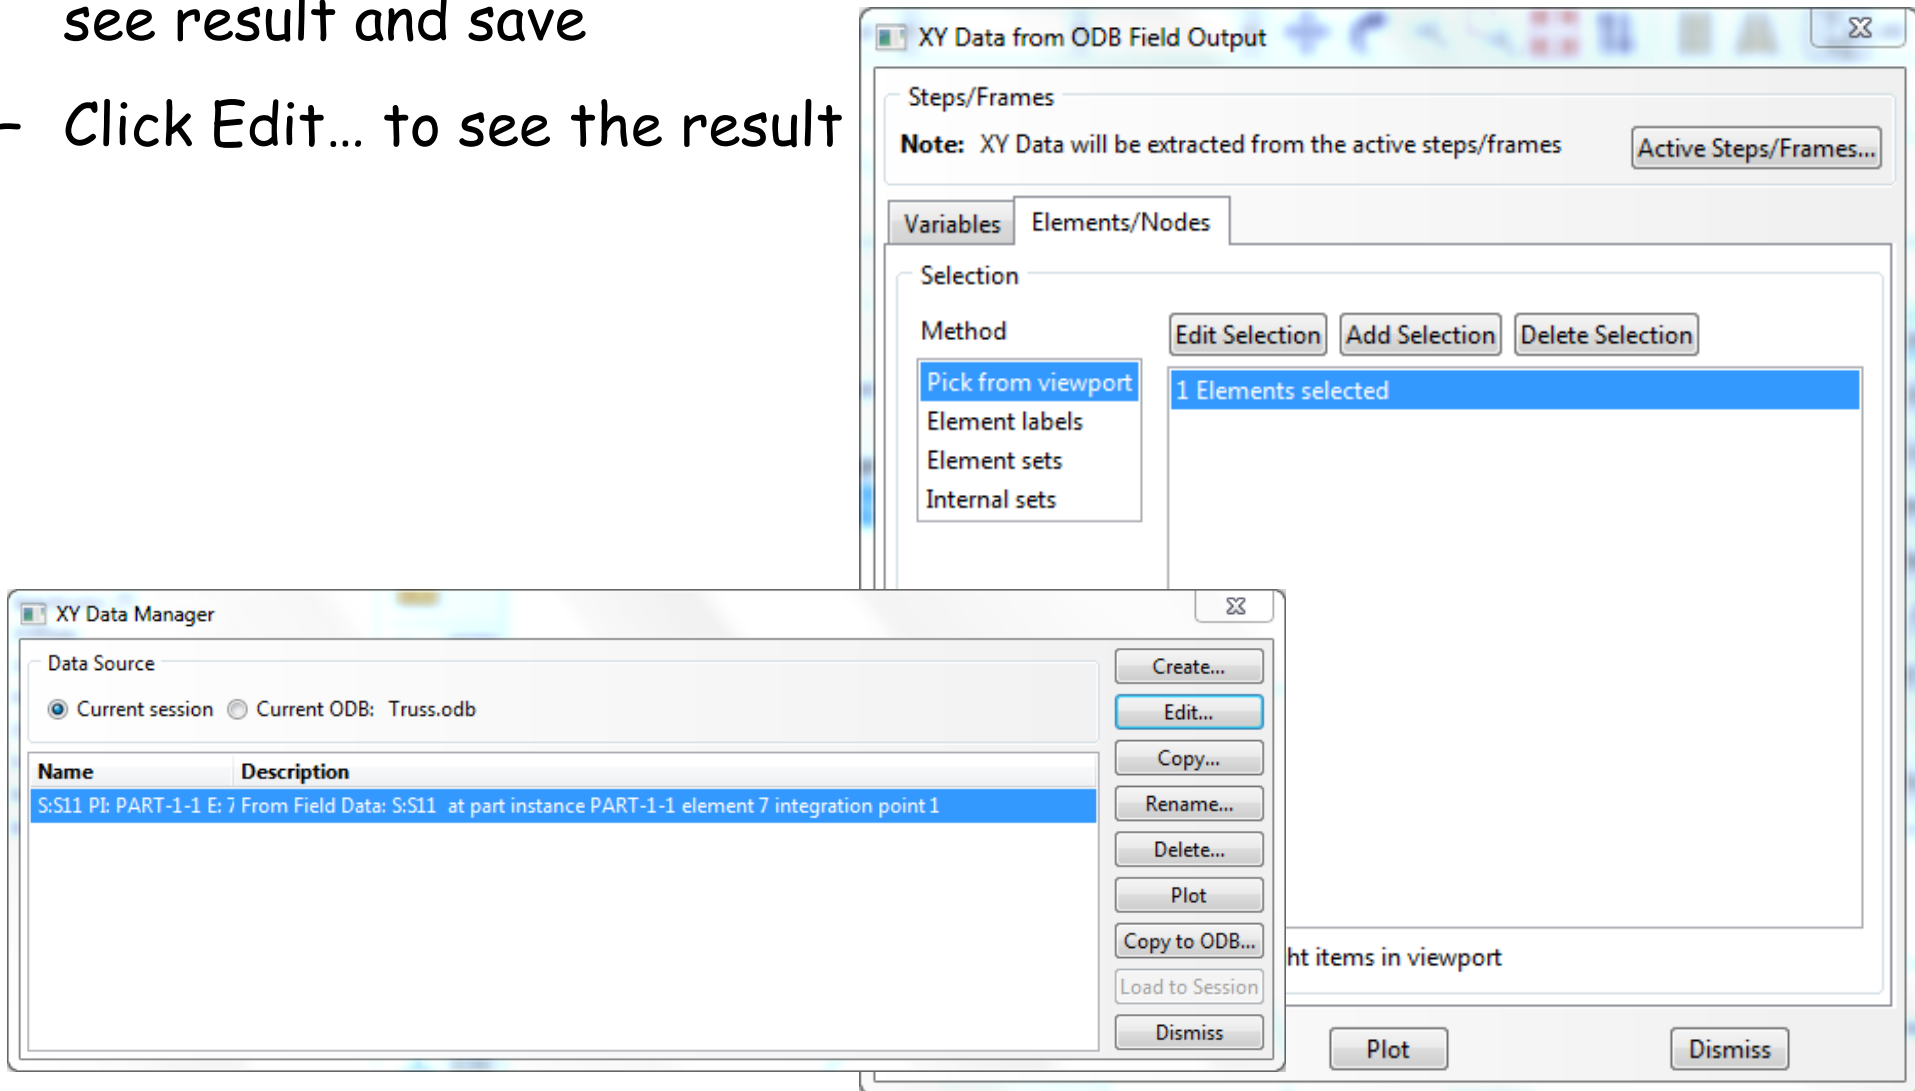 see result and save
– Click Edit… to see the result
XY Data from ODB Field Output
Steps/Frames
Note: XY Data will be extracted from the active steps/frames
Active Steps/Frames...
Variables
Elements/Nodes
Selection
Method
Edit Selection
Add Selection
Delete Selection
Pick from viewport
Element labels
Element sets
Internal sets
1 Elements selected
ht items in viewport
Plot
Dismiss
XY Data Manager
Data Source
Current session
Current ODB: Truss.odb
Name
Description
S:S11 PI: PART-1-1 E: 7 From Field Data: S:S11 at part instance PART-1-1 element 7 integration point 1
Create...
Edit...
Copy...
Rename...
Delete...
Plot
Copy to ODB...
Load to Session
Dismiss